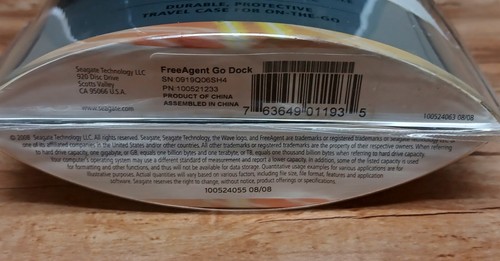 DURABLE, PROTECTIVE
TRAVEL CASE FOR ON-THE-GO
Seagate Technology LLC
920 Disc Drive
Scotts Valley
CA 95066 U.S.A.
www.seagate.com
FreeAgent Go Dock
SN:0919Q06SH4
PN:100521233
PRODUCT OF CHINA
ASSEMBLED IN CHINA
7 63649 01193 5
100524063 08/08
© 2008 Seagate Technology LLC. All rights reserved. Seagate, Seagate Technology, the Wave logo, and FreeAgent are trademarks or registered trademarks of Seagate
one of its affiliated companies in the United States and/or other countries. All other trademarks or registered trademarks are the property of their respective owners. When referring
to hard drive capacity, one gigabyte, or GB, equals one billion bytes and one terabyte, or TB, equals one thousand billion bytes when referring to hard drive capacity.
Your computer's operating system may use a different standard of measurement and report a lower capacity. In addition, some of the listed capacity is used
for formatting and other functions, and thus will not be available for data storage. Quantitative usage examples for various applications are for
illustrative purposes. Actual quantities will vary based on various factors, including file size, file format, features and application
software. Seagate reserves the right to change, without notice, product offerings or specifications.
100524055 08/08